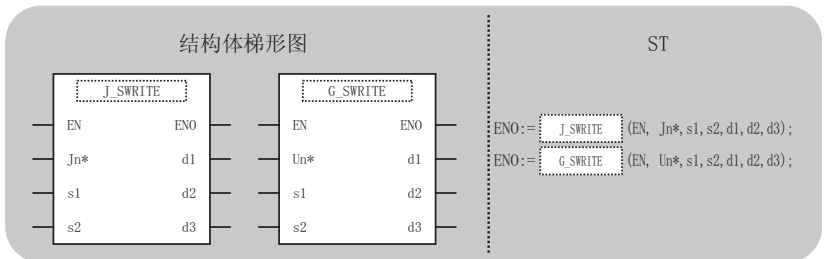 结构体梯形图
J_SWRITE
EN ENO
Jn* d1
s1 d2
s2 d3
G_SWRITE
EN ENO
Un* d1
s1 d2
s2 d3
ST
ENO:= J_SWRITE (EN, Jn*,s1,s2,d1,d2,d3);
ENO:= G_SWRITE (EN, Un*,s1,s2,d1,d2,d3);